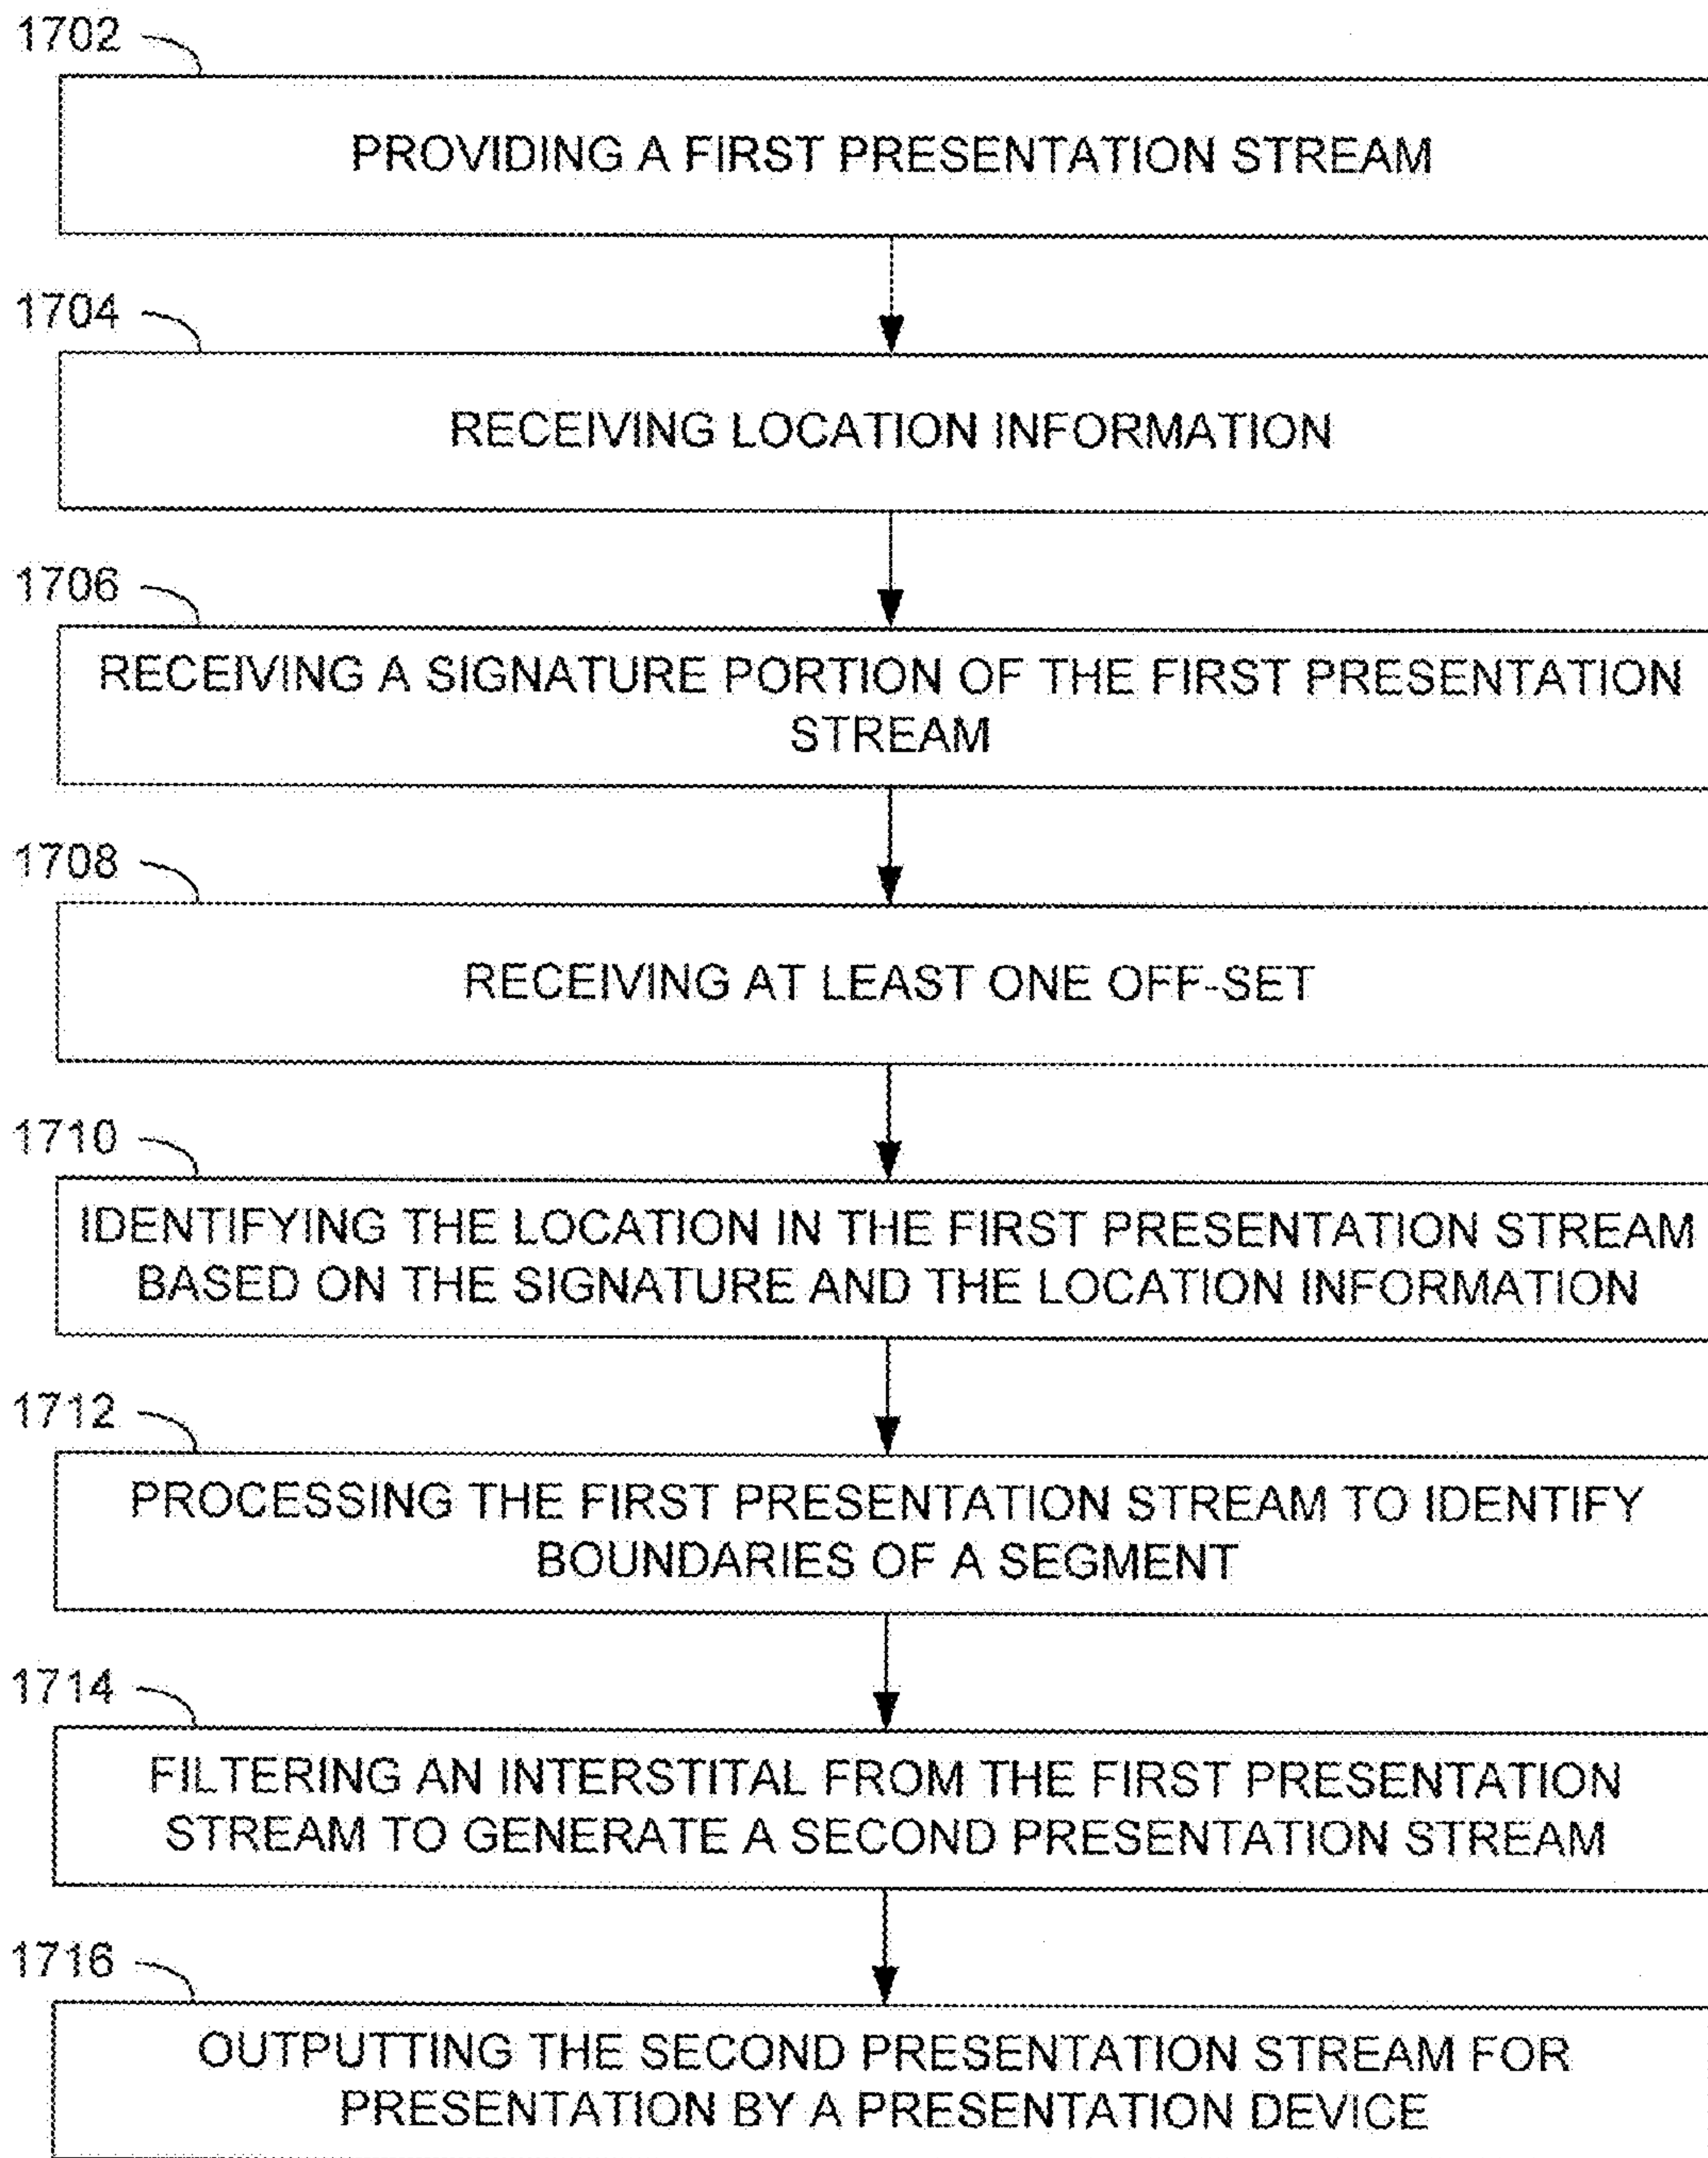 1702
PROVIDING A FIRST PRESENTATION STREAM
1704
RECEIVING LOCATION INFORMATION
1706
RECEIVING A SIGNATURE PORTION OF THE FIRST PRESENTATION
STREAM
1708
RECEIVING AT LEAST ONE OFF-SET
1710
IDENTIFYING THE LOCATION IN THE FIRST PRESENTATION STREAM
BASED ON THE SIGNATURE AND THE LOCATION INFORMATION
1712
PROCESSING THE FIRST PRESENTATION STREAM TO IDENTIFY
BOUNDARIES OF A SEGMENT
1714
FILTERING AN INTERSTITAL FROM THE FIRST PRESENTATION
STREAM TO GENERATE A SECOND PRESENTATION STREAM
1716
OUTPUTTING THE SECOND PRESENTATION STREAM FOR
PRESENTATION BY A PRESENTATION DEVICE